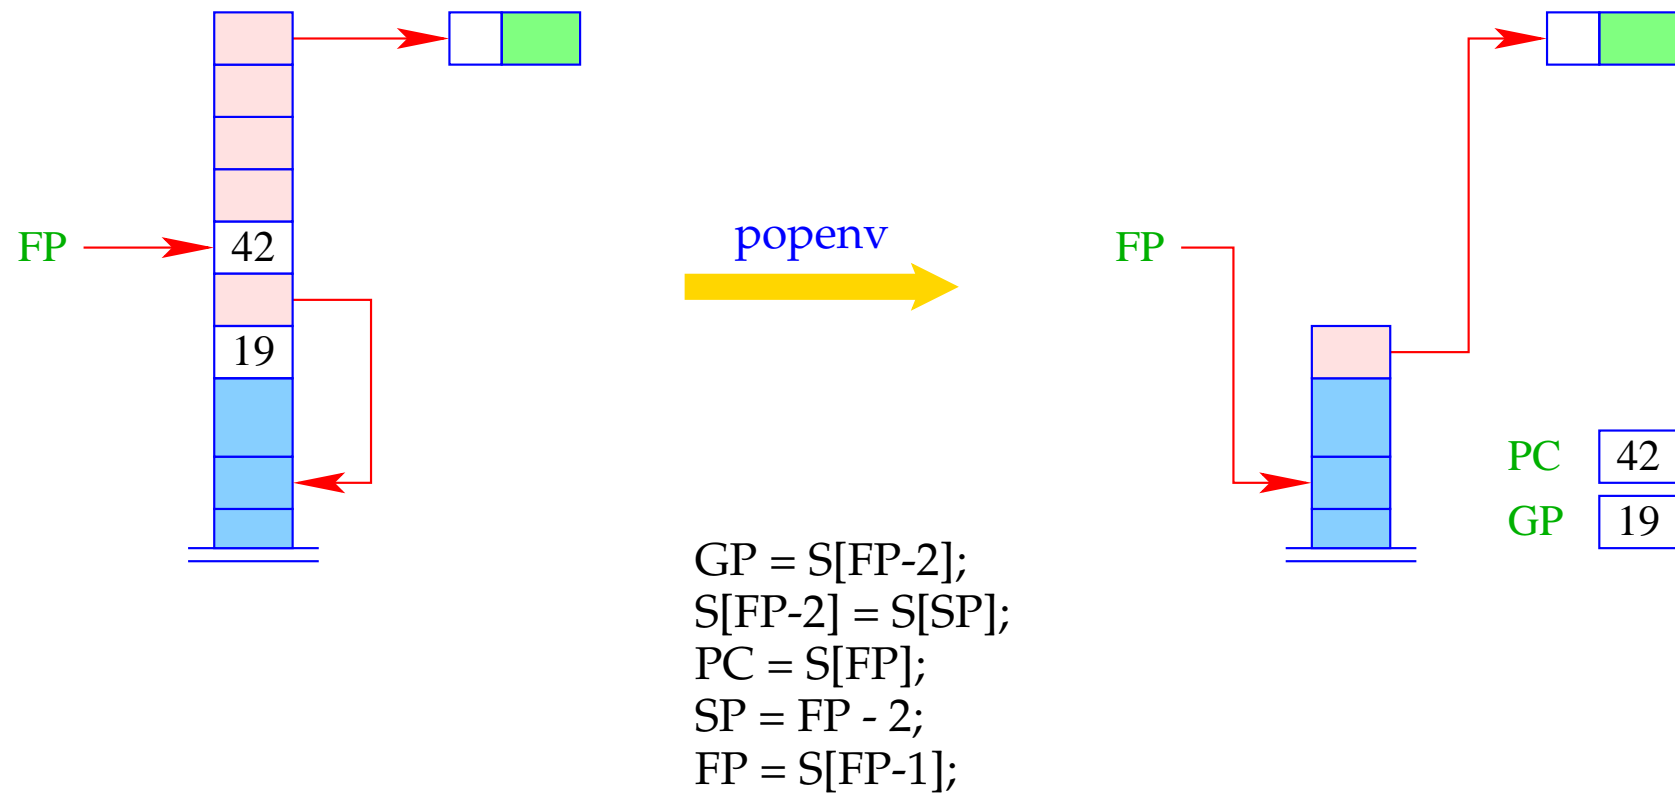 FP
42
19
popenv
FP
PC 42
GP 19
GP = S[FP-2];
S[FP-2] = S[SP];
PC = S[FP];
SP = FP - 2;
FP = S[FP-1];